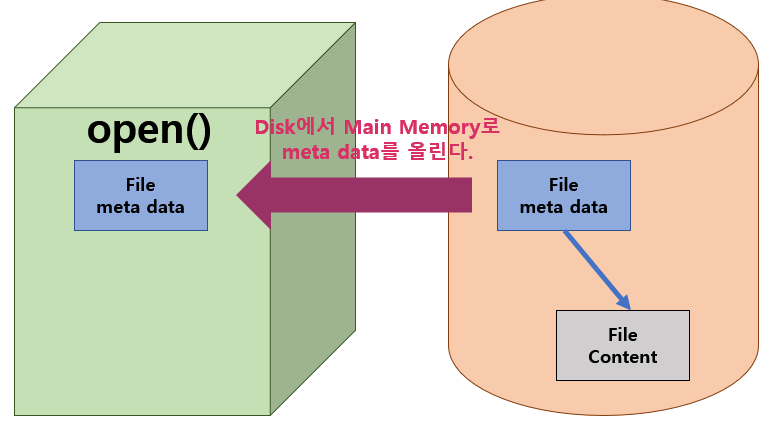 open()
Disk에서 Main Memory로
meta data를 올린다.
File
meta data
File
meta data
File
Content